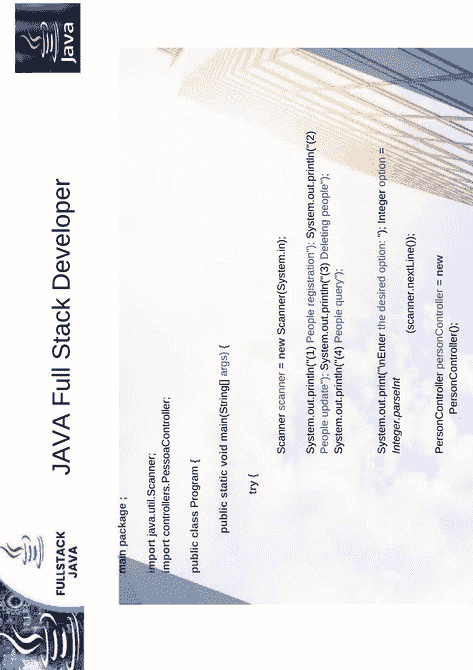 FULLSTACK
JAVA
JAVA Full Stack Developer
Java
main package ;
import java.util.Scanner;
import controllers.PessoaController;
public class Program {
public static void main(String[] args) {
try {
Scanner scanner = new Scanner(System.in);
System.out.println("(1) People registration"); System.out.println("(2)
People update"); System.out.println("(3) Deleting people");
System.out.println("(4) People query");
System.out.print("\nEnter the desired option: "); Integer option =
Integer.parseInt
(scanner.nextLine());
PersonController personController = new
PersonController();